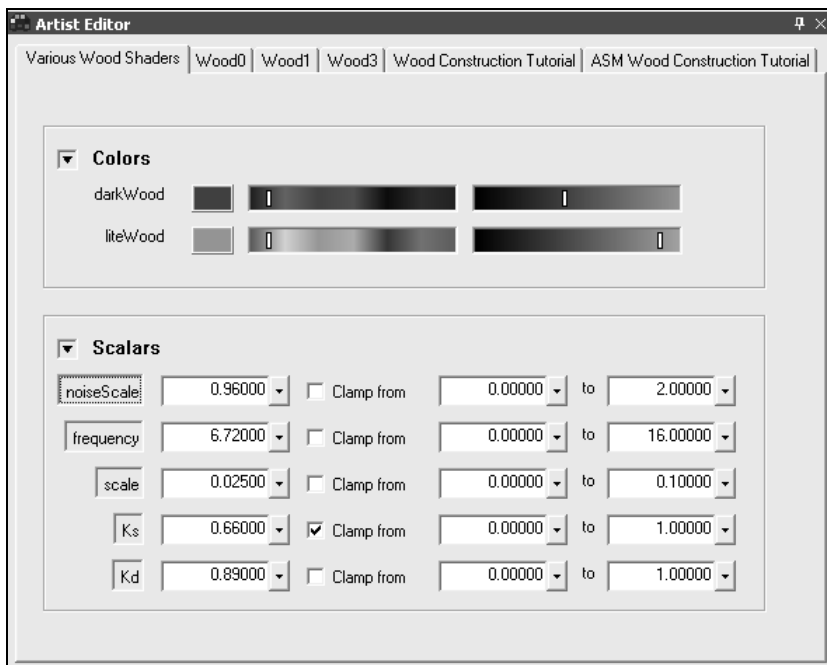 Artist Editor
Various Wood Shaders Wood0 Wood1 Wood3 Wood Construction Tutorial ASM Wood Construction Tutorial
Colors
darkWood
liteWood
Scalars
noiseScale 0.96000 Clamp from 0.00000 to 2.00000
frequency 6.72000 Clamp from 0.00000 to 16.00000
scale 0.02500 Clamp from 0.00000 to 0.10000
Ks 0.66000 Clamp from 0.00000 to 1.00000
Kd 0.89000 Clamp from 0.00000 to 1.00000